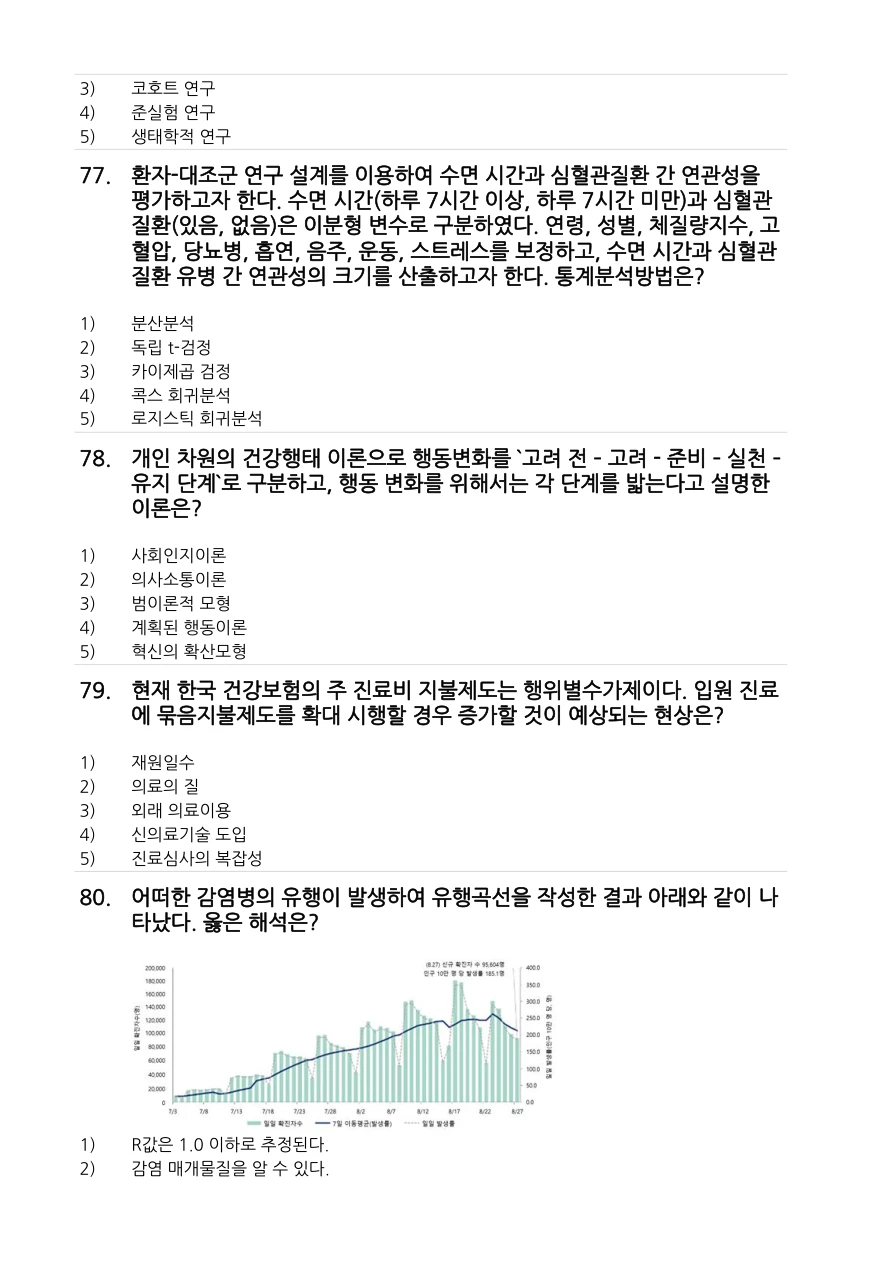 3) 코호트 연구
4) 준실험 연구
5) 생태학적 연구
77. 환자-대조군 연구 설계를 이용하여 수면 시간과 심혈관질환 간 연관성을
평가하고자 한다. 수면 시간(하루 7시간 이상, 하루 7시간 미만)과 심혈관
질환(있음, 없음)은 이분형 변수로 구분하였다. 연령, 성별, 체질량지수, 고
혈압, 당뇨병, 흡연, 음주, 운동, 스트레스를 보정하고, 수면 시간과 심혈관
질환 유병 간 연관성의 크기를 산출하고자 한다. 통계분석방법은?
1) 분산분석
2) 독립 t-검정
3) 카이제곱 검정
4) 콕스 회귀분석
5) 로지스틱 회귀분석
78. 개인 차원의 건강행태 이론으로 행동변화를 `고려 전 - 고려 - 준비 - 실천 -
유지 단계`로 구분하고, 행동 변화를 위해서는 각 단계를 밟는다고 설명한
이론은?
1) 사회인지이론
2) 의사소통이론
3) 범이론적 모형
4) 계획된 행동이론
5) 혁신의 확산모형
79. 현재 한국 건강보험의 주 진료비 지불제도는 행위별수가제이다. 입원 진료
에 묶음지불제도를 확대 시행할 경우 증가할 것이 예상되는 현상은?
1) 재원일수
2) 의료의 질
3) 외래 의료이용
4) 신의료기술 도입
5) 진료심사의 복잡성
80. 어떠한 감염병의 유행이 발생하여 유행곡선을 작성한 결과 아래와 같이 나
타났다. 옳은 해석은?
(8.27) 신규 확진자 수 95,604명
인구 10만 명 당 발생률 185.1명
200,000
180,000
160,000
140,000
120,000
100,000
80,000
60,000
40,000
20,000
0
400.0
350.0
300.0
250.0
200.0
150.0
100.0
50.0
0.0
7/3 7/8 7/13 7/18 7/23 7/28 8/2 8/7 8/12 8/17 8/22 8/27
일일 확진자수 7일 이동평균(발생률) 일일 발생률
1) R값은 1.0 이하로 추정된다.
2) 감염 매개물질을 알 수 있다.